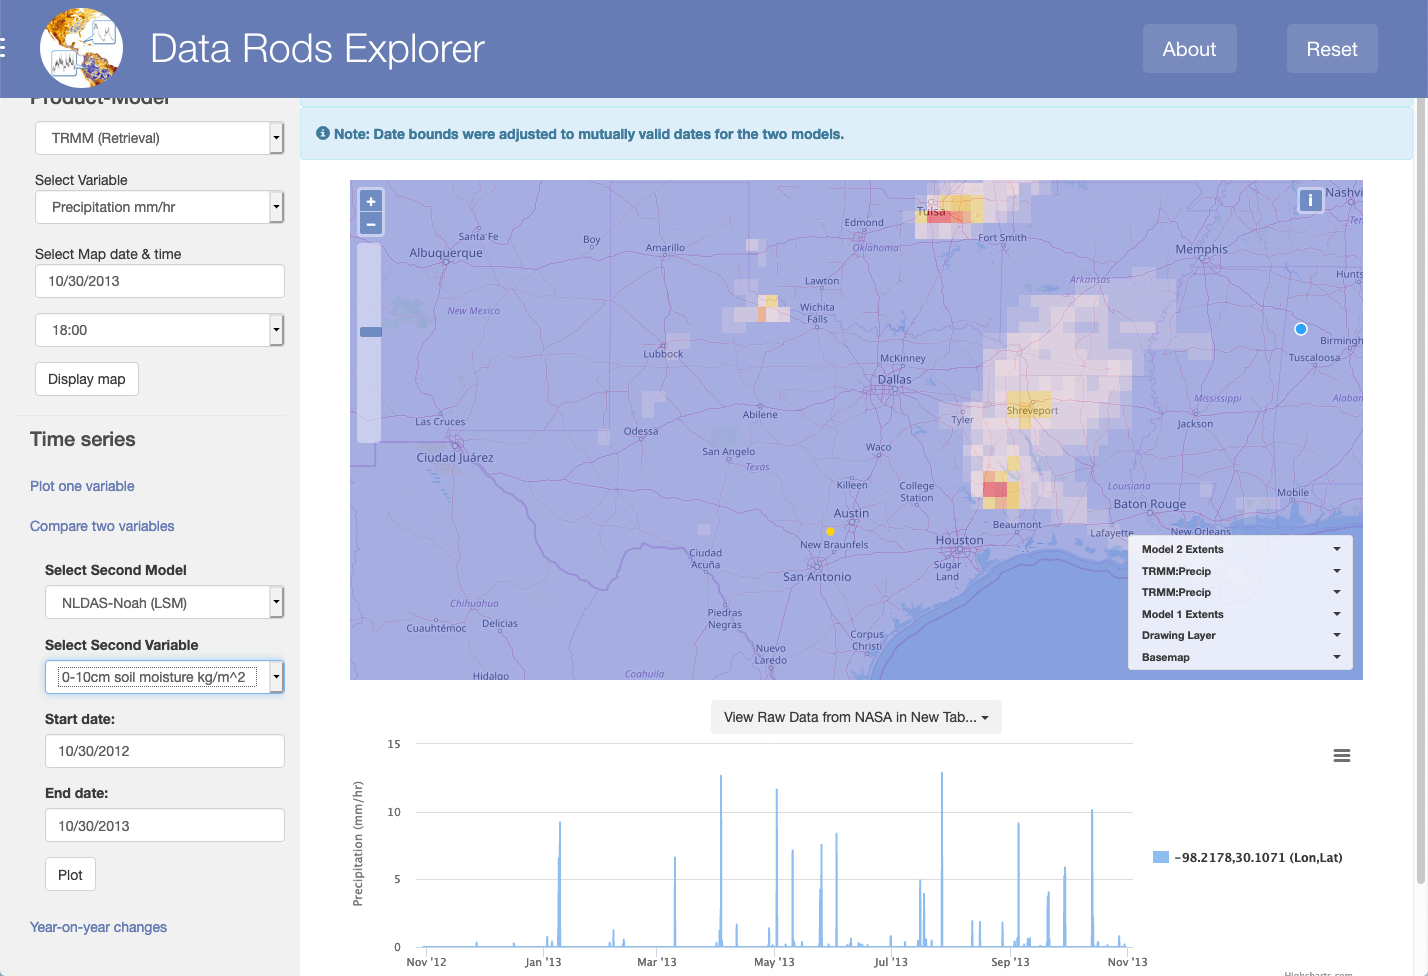 Data Rods Explorer
About
Reset
Product-Model
TRMM (Retrieval)
Select Variable
Precipitation mm/hr
Select Map date & time
10/30/2013
18:00
Display map
Time series
Plot one variable
Compare two variables
Select Second Model
NLDAS-Noah (LSM)
Select Second Variable
0-10cm soil moisture kg/m^2
Start date:
10/30/2012
End date:
10/30/2013
Plot
Year-on-year changes
Note: Date bounds were adjusted to mutually valid dates for the two models.
+
−
i
Nashvi
Tulsa
Edmond
Oklahoma
Fort Smith
Santa Fe
Boy
Amarillo
Albuquerque
Memphis
Hunts
Lawton
Arkansas
New Mexico
Wichita
Falls
Birmingh
Tuscaloosa
Lubbock
McKinney
Dallas
Las Cruces
Abilene
Tyler
Shreveport
Mississippi
Alaban
Jackson
Odessa
Ciudad Juárez
San Angelo
Texas
Waco
Killeen
College
Station
Louisiana
Mobile
Baton Rouge
Austin
Beaumont
Lafayette
New Orleans
New Braunfels
Houston
Ciudad
Acuña
San Antonio
Sugar
Land
Chihuahua
Cuauhtémoc
Delicias
Piedras
Negras
Corpus
Christi
Nuevo
Laredo
Hidalgo
Coahuila
Model 2 Extents
TRMM:Precip
TRMM:Precip
Model 1 Extents
Drawing Layer
Basemap
View Raw Data from NASA in New Tab...
15
10
5
0
Precipitation (mm/hr)
Nov '12
Jan '13
Mar '13
May '13
Jul '13
Sep '13
Nov '13
−98.2178,30.1071 (Lon,Lat)
Highcharts.com